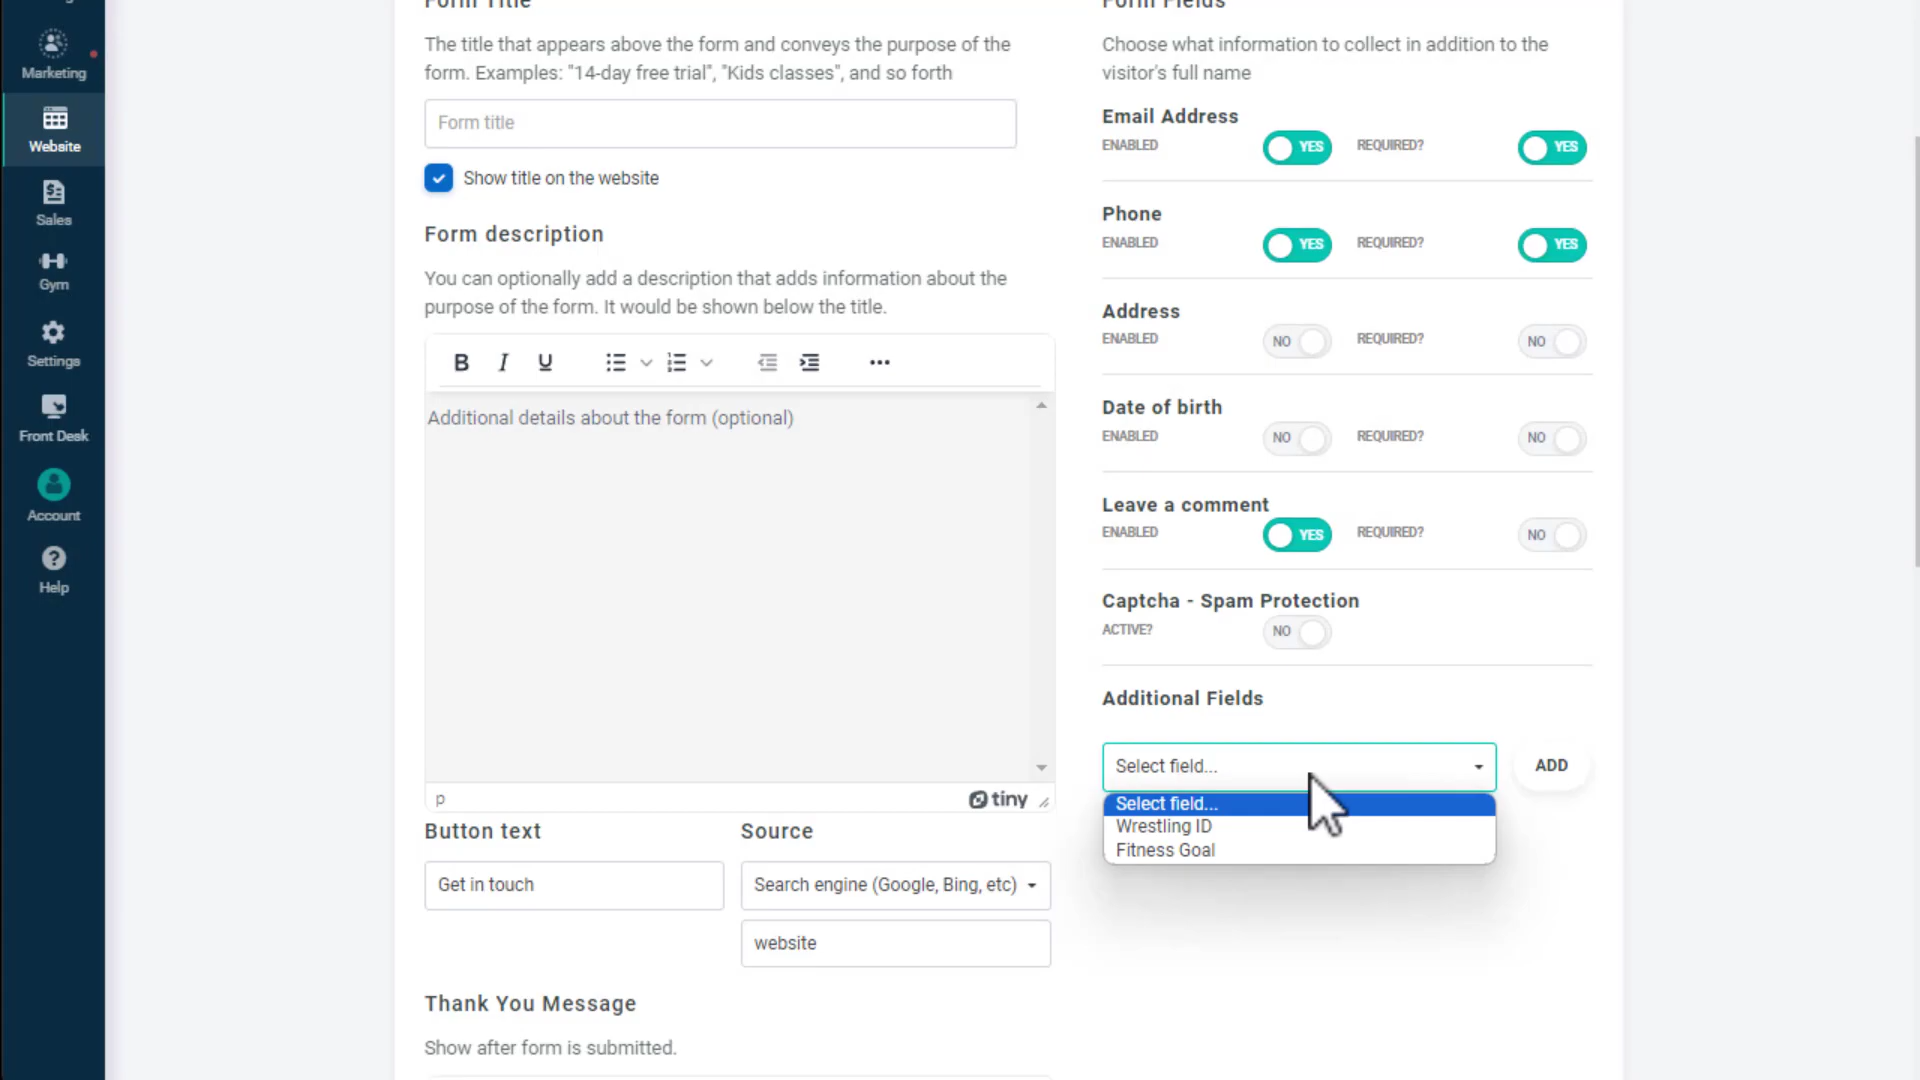 Marketing
Website
Sales
Gym
Settings
Front Desk
Account
Help
Form Title
The title that appears above the form and conveys the purpose of the
form. Examples: "14-day free trial", "Kids classes", and so forth
Form title
Show title on the website
Form description
You can optionally add a description that adds information about the
purpose of the form. It would be shown below the title.
B I U
Additional details about the form (optional)
p
tiny
Button text
Source
Get in touch
Search engine (Google, Bing, etc)
website
Thank You Message
Show after form is submitted.
Form Fields
Choose what information to collect in addition to the
visitor's full name
Email Address
ENABLED YES REQUIRED? YES
Phone
ENABLED YES REQUIRED? YES
Address
ENABLED NO REQUIRED? NO
Date of birth
ENABLED NO REQUIRED? NO
Leave a comment
ENABLED YES REQUIRED? NO
Captcha - Spam Protection
ACTIVE? NO
Additional Fields
Select field...
ADD
Select field...
Wrestling ID
Fitness Goal